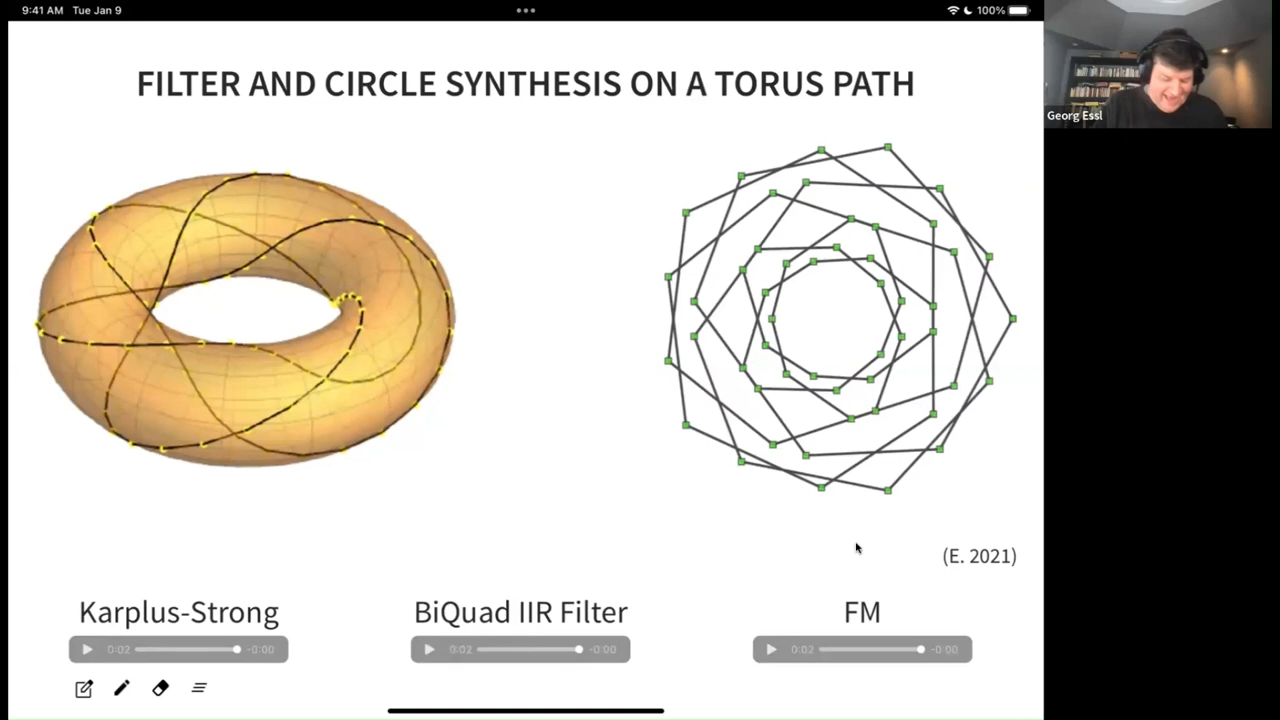 9:41 AM Tue Jan 9
100%
Georg Essl
FILTER AND CIRCLE SYNTHESIS ON A TORUS PATH
(E. 2021)
Karplus-Strong
BiQuad IIR Filter
FM
0:02 -0:00
0:02 -0:00
0:02 -0:00